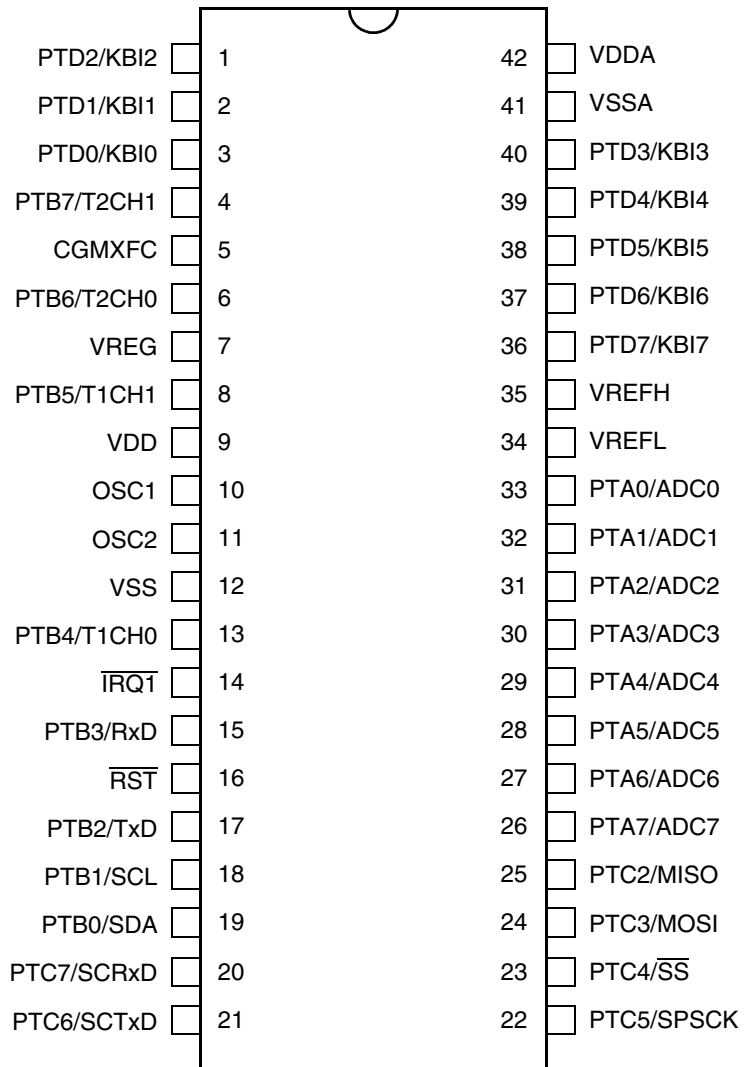 PTD2/KBI2 1 42 VDDA
PTD1/KBI1 2 41 VSSA
PTD0/KBI0 3 40 PTD3/KBI3
PTB7/T2CH1 4 39 PTD4/KBI4
CGMXFC 5 38 PTD5/KBI5
PTB6/T2CH0 6 37 PTD6/KBI6
VREG 7 36 PTD7/KBI7
PTB5/T1CH1 8 35 VREFH
VDD 9 34 VREFL
OSC1 10 33 PTA0/ADC0
OSC2 11 32 PTA1/ADC1
VSS 12 31 PTA2/ADC2
PTB4/T1CH0 13 30 PTA3/ADC3
I̅R̅Q̅1̅ 14 29 PTA4/ADC4
PTB3/RxD 15 28 PTA5/ADC5
R̅S̅T̅ 16 27 PTA6/ADC6
PTB2/TxD 17 26 PTA7/ADC7
PTB1/SCL 18 25 PTC2/MISO
PTB0/SDA 19 24 PTC3/MOSI
PTC7/SCRxD 20 23 PTC4/S̅S̅
PTC6/SCTxD 21 22 PTC5/SPSCK